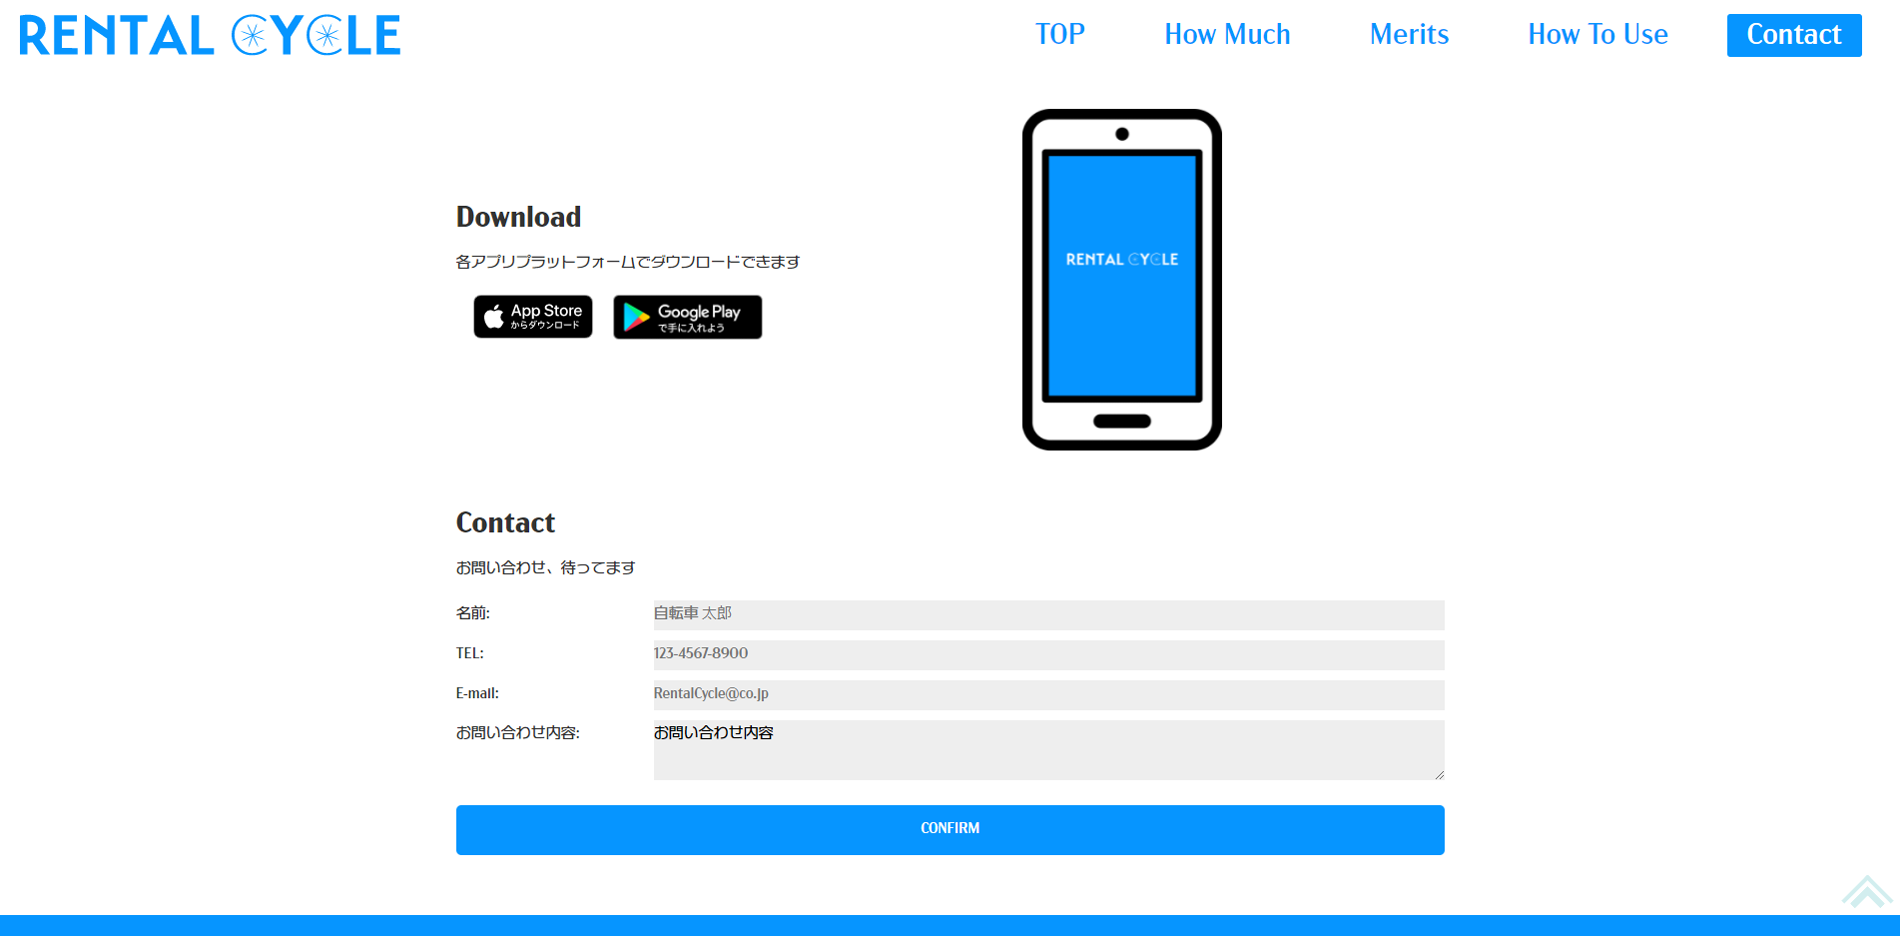 RENTAL CYCLE
TOP
How Much
Merits
How To Use
Contact
Download
各アプリプラットフォームでダウンロードできます
App Store
からダウンロード
Google Play
で手に入れよう
RENTAL CYCLE
Contact
お問い合わせ、待ってます
名前:
自転車 太郎
TEL:
123-4567-8900
E-mail:
RentalCycle@co.jp
お問い合わせ内容:
お問い合わせ内容
CONFIRM